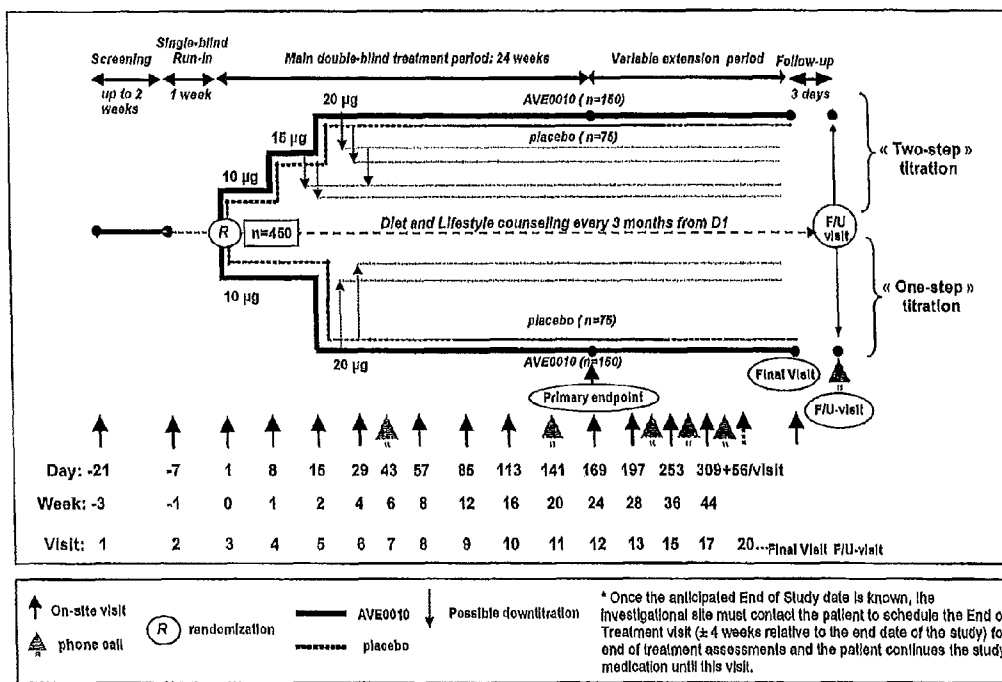 Screening
Single-blind
Run-in
Main double-blind treatment period: 24 weeks
Variable extension period
Follow-up
up to 2
weeks
1 week
3 days
20 µg
AVE0010 (n=150)
15 µg
placebo (n=75)
10 µg
« Two-step »
titration
R
n=450
Diet and Lifestyle counseling every 3 months from D1
F/U
visit
10 µg
« One-step »
titration
placebo (n=75)
20 µg
AVE0010 (n=150)
Final Visit
Primary endpoint
F/U-visit
Day: -21 -7 1 8 15 29 43 57 85 113 141 169 197 253 309+56/visit
Week: -3 -1 0 1 2 4 6 8 12 16 20 24 28 36 44
Visit: 1 2 3 4 5 6 7 8 9 10 11 12 13 15 17 20...Final Visit F/U-visit
On-site visit
phone call
R randomization
AVE0010
placebo
Possible downtitration
* Once the anticipated End of Study date is known, the
investigational site must contact the patient to schedule the End of
Treatment visit (±4 weeks relative to the end date of the study) fo
end of treatment assessments and the patient continues the study
medication until this visit.